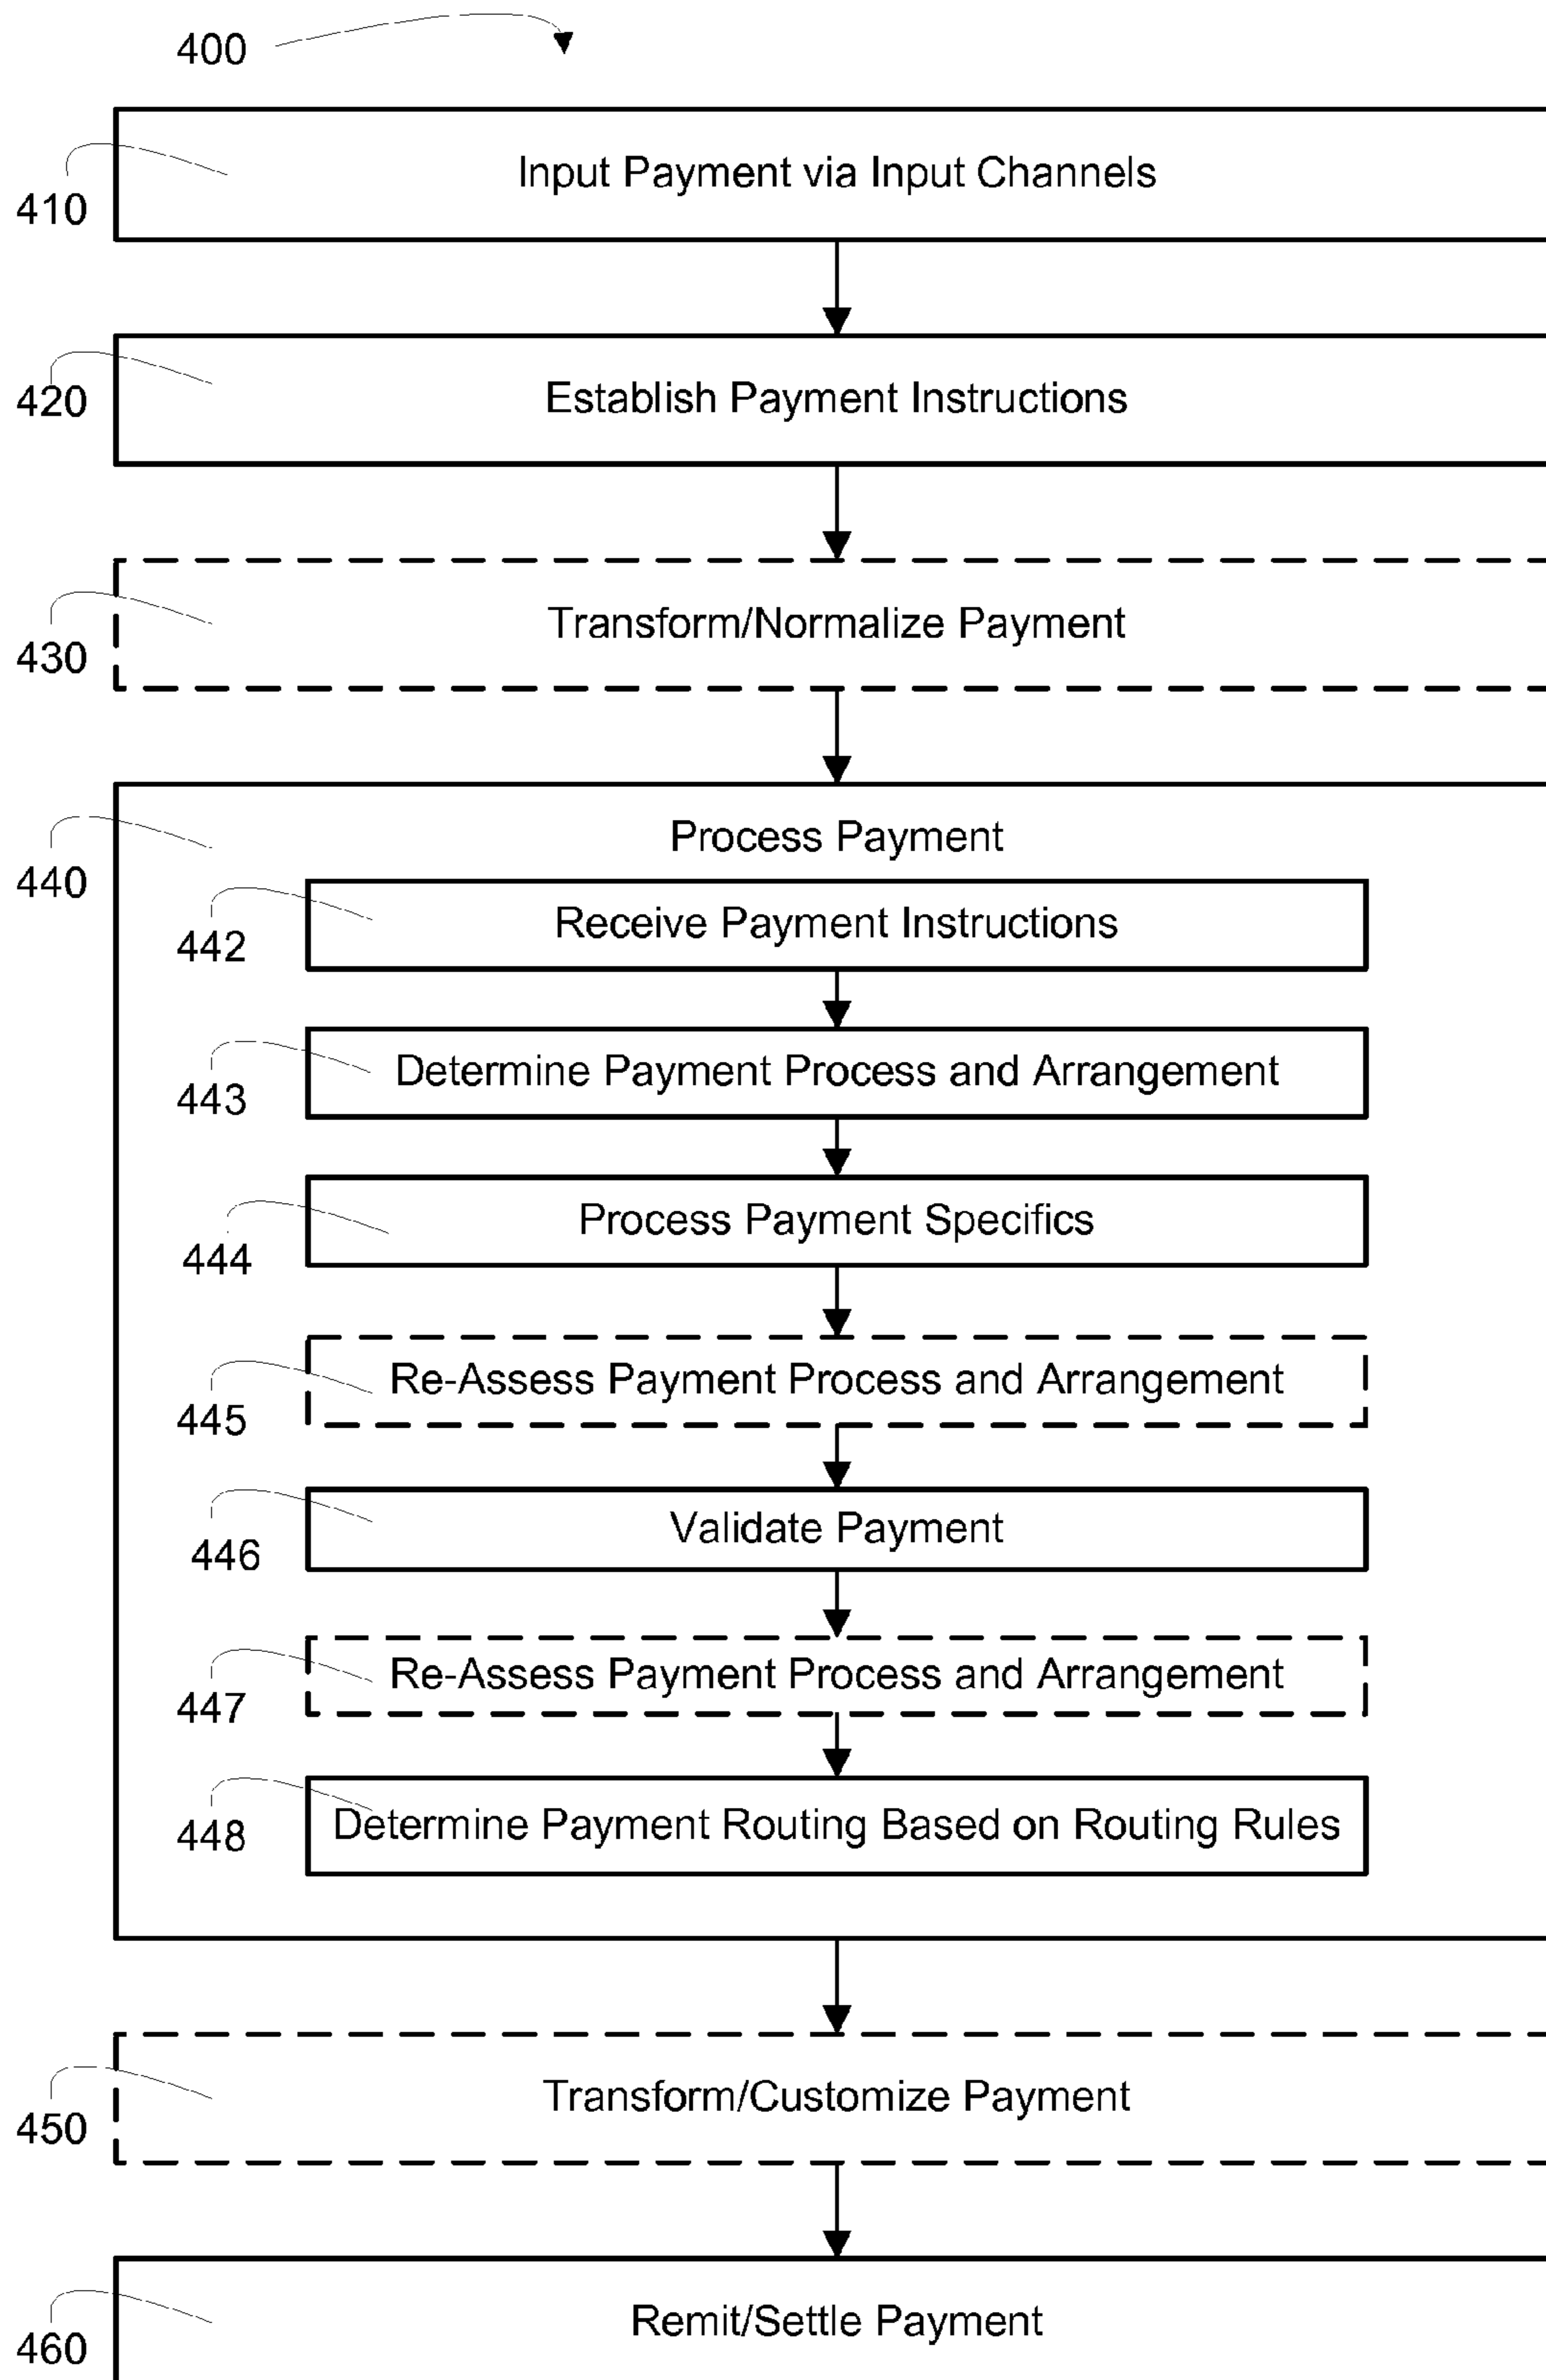 400
Input Payment via Input Channels
410
Establish Payment Instructions
420
Transform/Normalize Payment
430
Process Payment
440
Receive Payment Instructions
442
Determine Payment Process and Arrangement
443
Process Payment Specifics
444
Re-Assess Payment Process and Arrangement
445
Validate Payment
446
Re-Assess Payment Process and Arrangement
447
Determine Payment Routing Based on Routing Rules
448
Transform/Customize Payment
450
Remit/Settle Payment
460